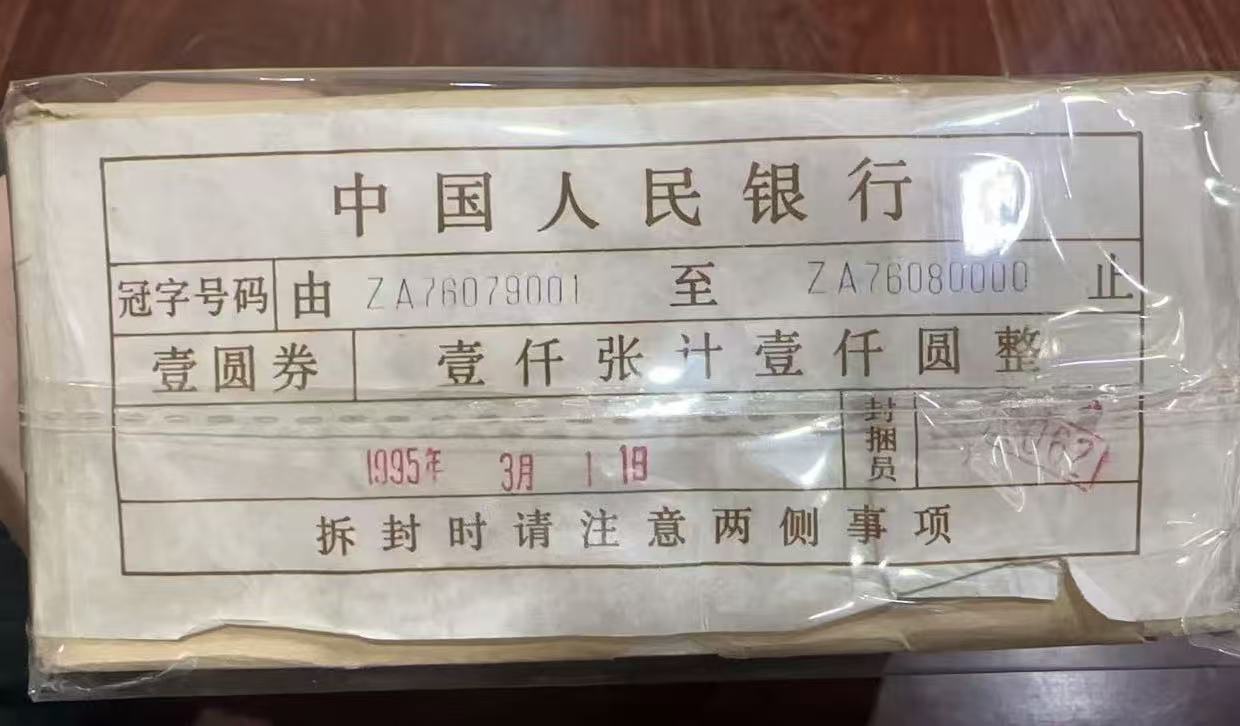 中国人民银行
冠字号码 由 ZA76079001 至 ZA76080000 止
壹圆券 壹仟张计壹仟圆整
1995年 3月 1 1日 封捆员
拆封时请注意两侧事项